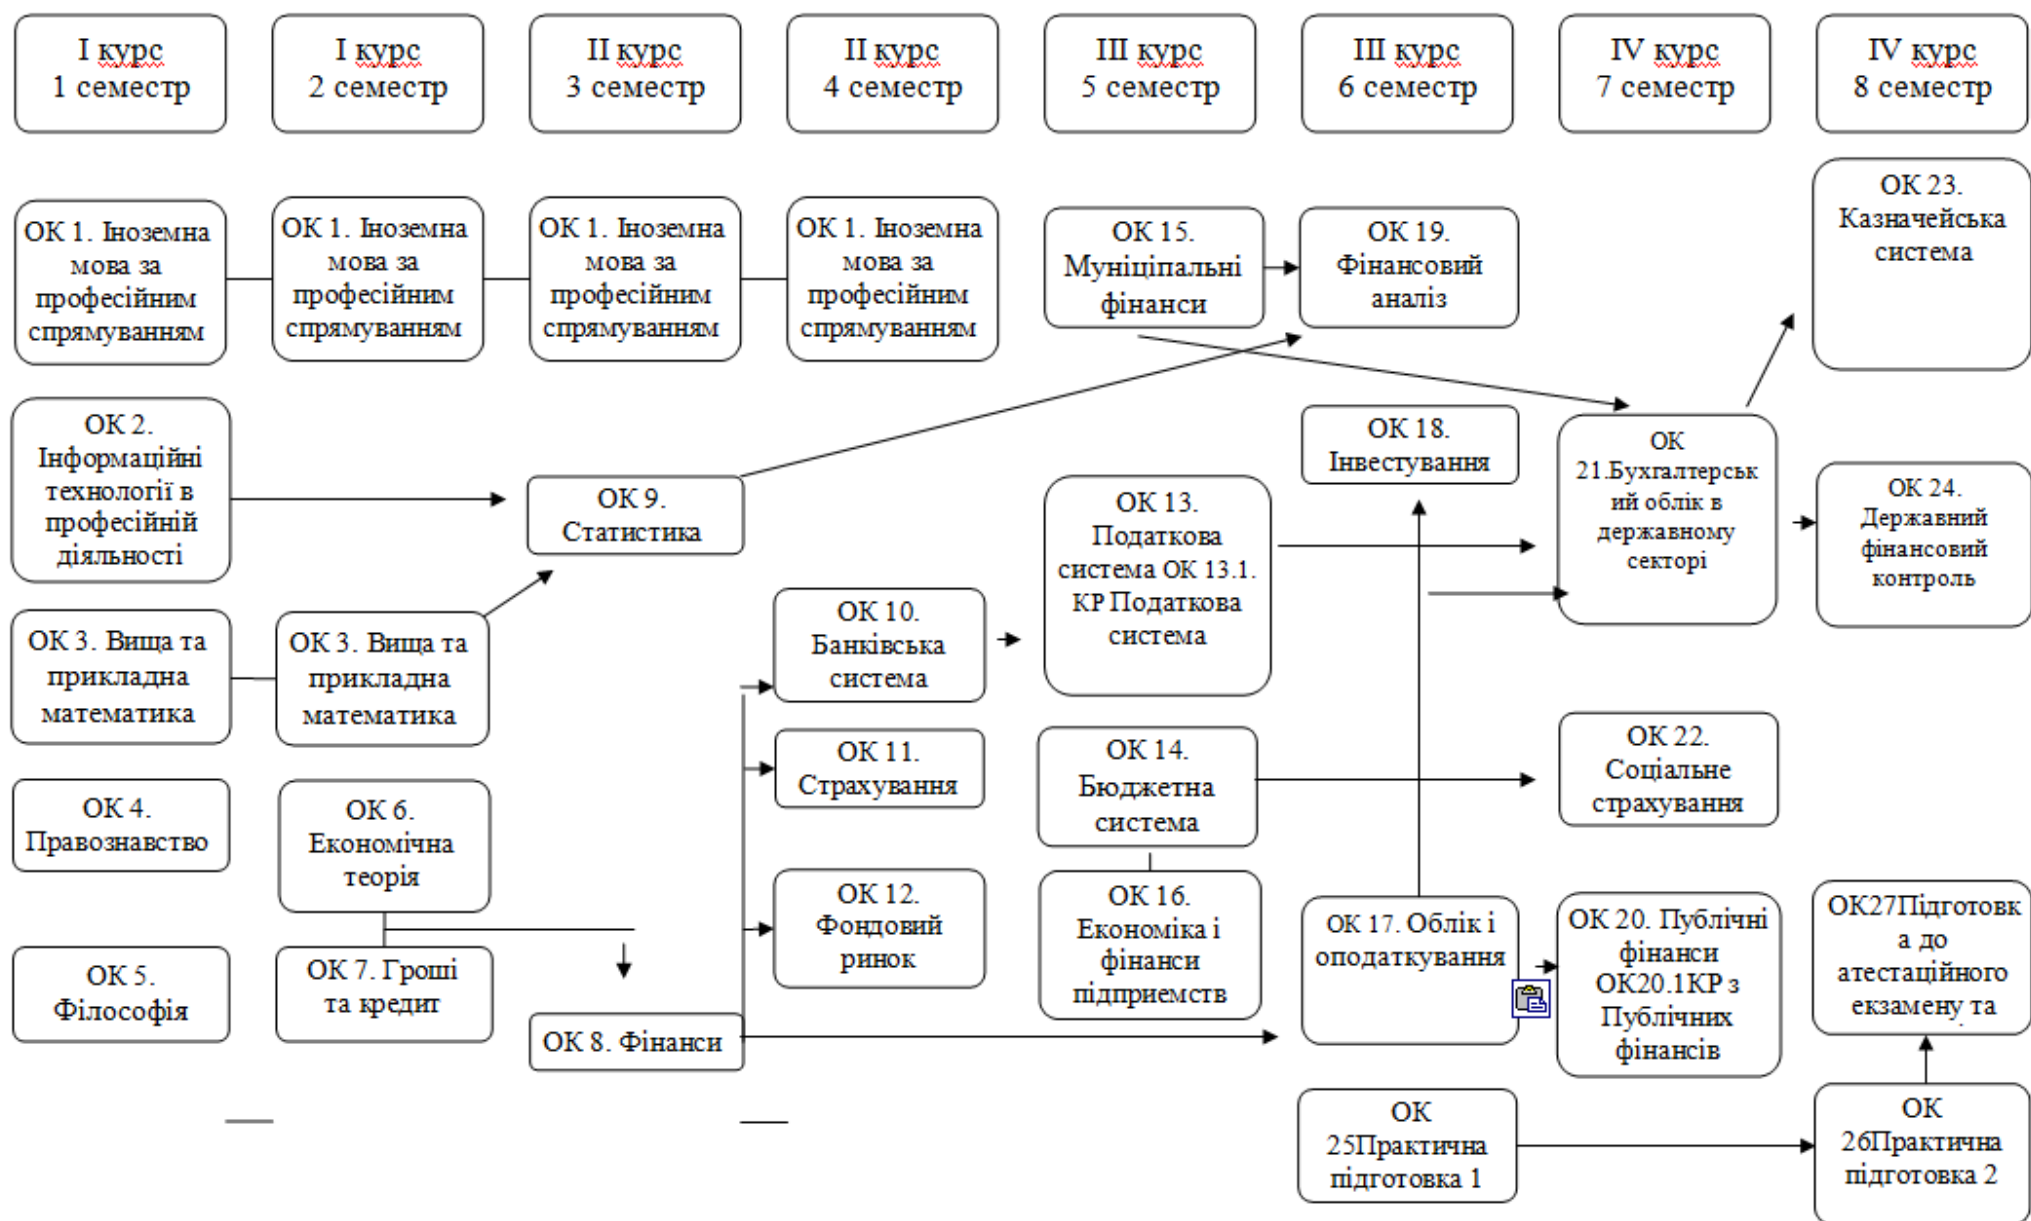 І курс
1 семестр
І курс
2 семестр
ІІ курс
3 семестр
ІІ курс
4 семестр
ІІІ курс
5 семестр
ІІІ курс
6 семестр
IV курс
7 семестр
IV курс
8 семестр
ОК 1. Іноземна
мова за
професійним
спрямуванням
ОК 1. Іноземна
мова за
професійним
спрямуванням
ОК 1. Іноземна
мова за
професійним
спрямуванням
ОК 1. Іноземна
мова за
професійним
спрямуванням
ОК 15.
Муніціпальні
фінанси
ОК 19.
Фінансовий
аналіз
ОК 23.
Казначейська
система
ОК 2.
Інформаційні
технології в
професійній
діяльності
ОК 9.
Статистика
ОК 13.
Податкова
система ОК 13.1.
КР Податкова
система
ОК 18.
Інвестування
ОК
21.Бухгалтерськ
ий облік в
державному
секторі
ОК 24.
Державний
фінансовий
контроль
ОК 3. Вища та
прикладна
математика
ОК 3. Вища та
прикладна
математика
ОК 10.
Банківська
система
ОК 11.
Страхування
ОК 14.
Бюджетна
система
ОК 22.
Соціальне
страхування
ОК 4.
Правознавство
ОК 6.
Економічна
теорія
ОК 12.
Фондовий
ринок
ОК 16.
Економіка і
фінанси
підприємств
ОК 17. Облік і
оподаткування
ОК 20. Публічні
фінанси
ОК20.1КР з
Публічних
фінансів
ОК27Підготовк
а до
атестаційного
екзамену та
ОК 5.
Філософія
ОК 7. Гроші
та кредит
ОК 8. Фінанси
ОК
25Практична
підготовка 1
ОК
26Практична
підготовка 2